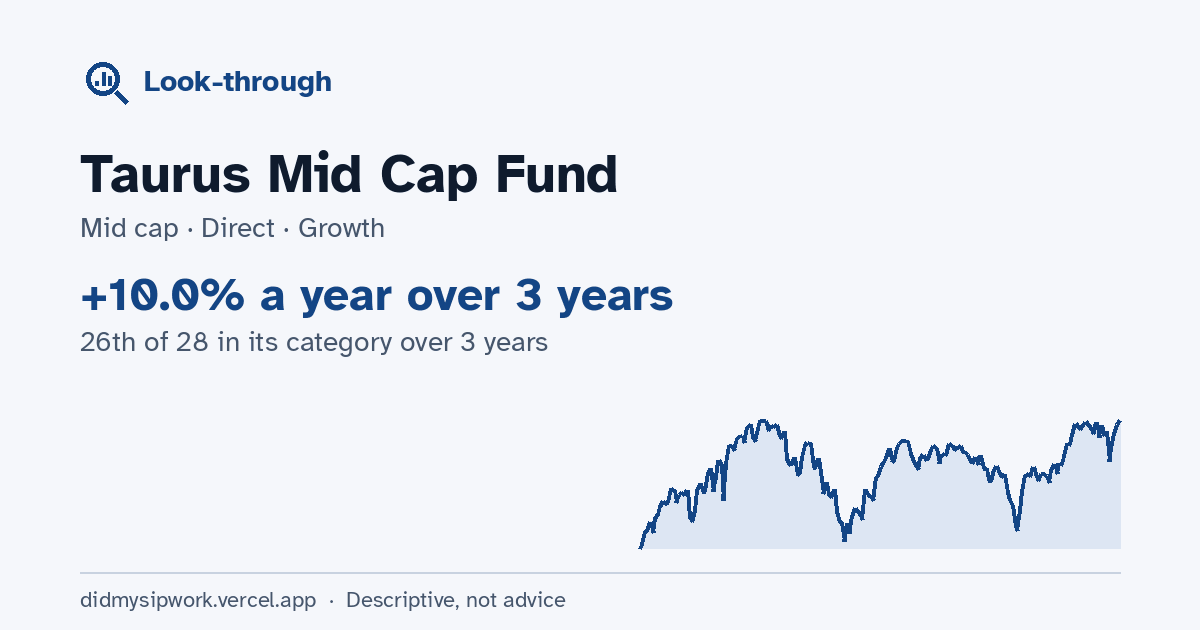 Look-through
Taurus Mid Cap Fund
Mid cap · Direct · Growth
+10.0% a year over 3 years
26th of 28 in its category over 3 years
didmysipwork.vercel.app · Descriptive, not advice